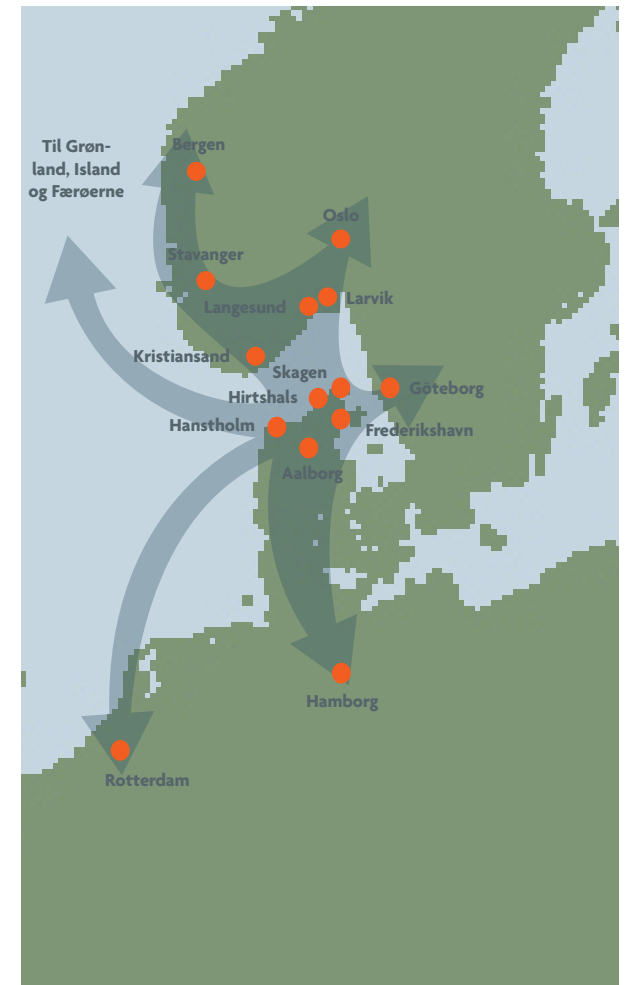 Til Grøn-
land, Island
og Færøerne
Bergen
Oslo
Stavanger
Langesund
Larvik
Kristiansand
Skagen
Hirtshals
Göteborg
Hanstholm
Frederikshavn
Aalborg
Hamborg
Rotterdam